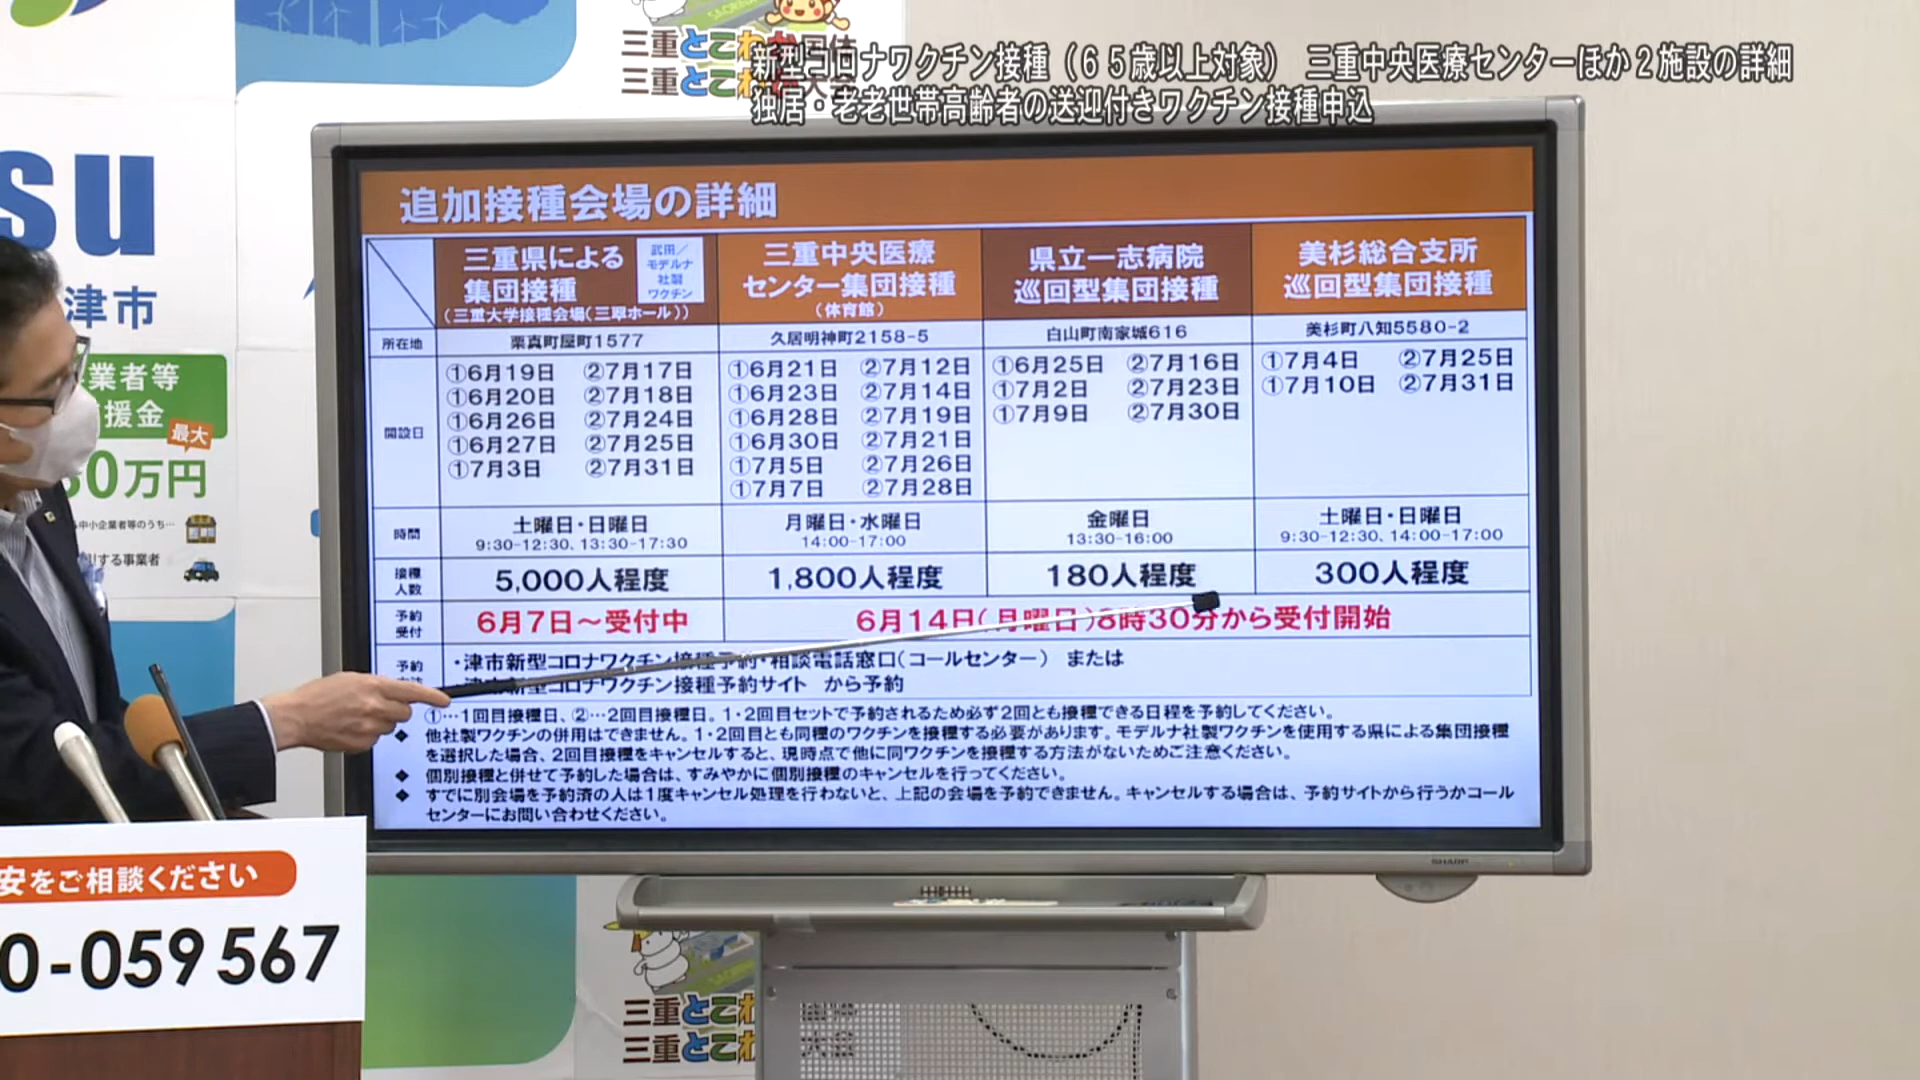 新型コロナワクチン接種（６５歳以上対象）　三重中央医療センターほか２施設の詳細
独居・老老世帯高齢者の送迎付きワクチン接種申込
三重とこわか国体
三重とこわか大会
su
津市
業者等
援金
最大
30万円
中小企業者等のうち…
する事業者
追加接種会場の詳細
三重県による
集団接種
（三重大学接種会場（三翠ホール））
武田／
モデルナ
社製
ワクチン
三重中央医療
センター集団接種
（体育館）
県立一志病院
巡回型集団接種
美杉総合支所
巡回型集団接種
所在地
栗真町屋町1577
久居明神町2158-5
白山町南家城616
美杉町八知5580-2
開設日
①6月19日　②7月17日
①6月20日　②7月18日
①6月26日　②7月24日
①6月27日　②7月25日
①7月3日　②7月31日
①6月21日　②7月12日
①6月23日　②7月14日
①6月28日　②7月19日
①6月30日　②7月21日
①7月5日　②7月26日
①7月7日　②7月28日
①6月25日　②7月16日
①7月2日　②7月23日
①7月9日　②7月30日
①7月4日　②7月25日
①7月10日　②7月31日
時間
土曜日・日曜日
9:30-12:30、13:30-17:30
月曜日・水曜日
14:00-17:00
金曜日
13:30-16:00
土曜日・日曜日
9:30-12:30、14:00-17:00
接種
人数
5,000人程度
1,800人程度
180人程度
300人程度
予約
受付
6月7日～受付中
6月14日（月曜日）8時30分から受付開始
予約
・津市新型コロナワクチン接種予約・相談電話窓口（コールセンター）　または
・津市新型コロナワクチン接種予約サイト　から予約
①…1回目接種日、②…2回目接種日。1・2回目セットで予約されるため必ず2回とも接種できる日程を予約してください。
❖ 他社製ワクチンの併用はできません。1・2回目とも同種のワクチンを接種する必要があります。モデルナ社製ワクチンを使用する県による集団接種
を選択した場合、2回目接種をキャンセルすると、現時点で他に同ワクチンを接種する方法がないためご注意ください。
❖ 個別接種と併せて予約した場合は、すみやかに個別接種のキャンセルを行ってください。
❖ すでに別会場を予約済の人は1度キャンセル処理を行わないと、上記の会場を予約できません。キャンセルする場合は、予約サイトから行うかコール
センターにお問い合わせください。
SHARP
安をご相談ください
0-059567
三重とこわ
三重とこわ
大会